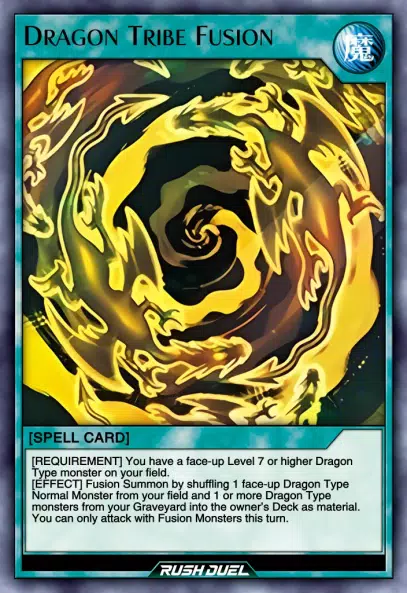 DRAGON TRIBE FUSION
魔
[SPELL CARD]
[REQUIREMENT] You have a face-up Level 7 or higher Dragon
Type monster on your field.
[EFFECT] Fusion Summon by shuffling 1 face-up Dragon Type
Normal Monster from your field and 1 or more Dragon Type
monsters from your Graveyard into the owner's Deck as material.
You can only attack with Fusion Monsters this turn.
RUSH DUEL